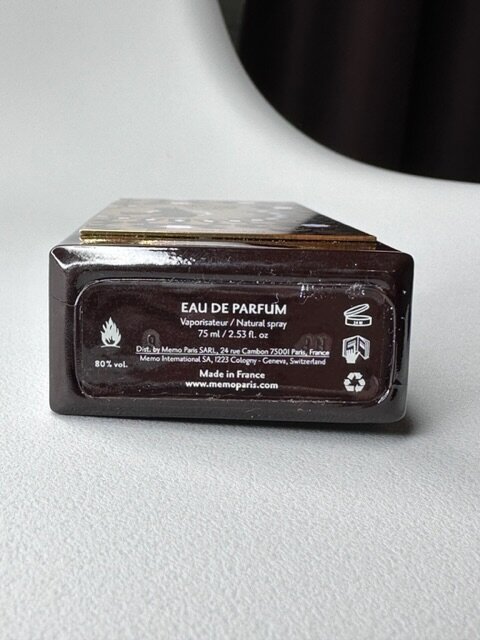 EAU DE PARFUM
Vaporisateur / Natural spray
75 ml / 2.53 fl. oz
Dist. by Memo Paris SARL, 24 rue Cambon 75001 Paris, France
Memo International SA, 1223 Cologny - Geneva, Switzerland
80% vol.
Made in France
www.memoparis.com